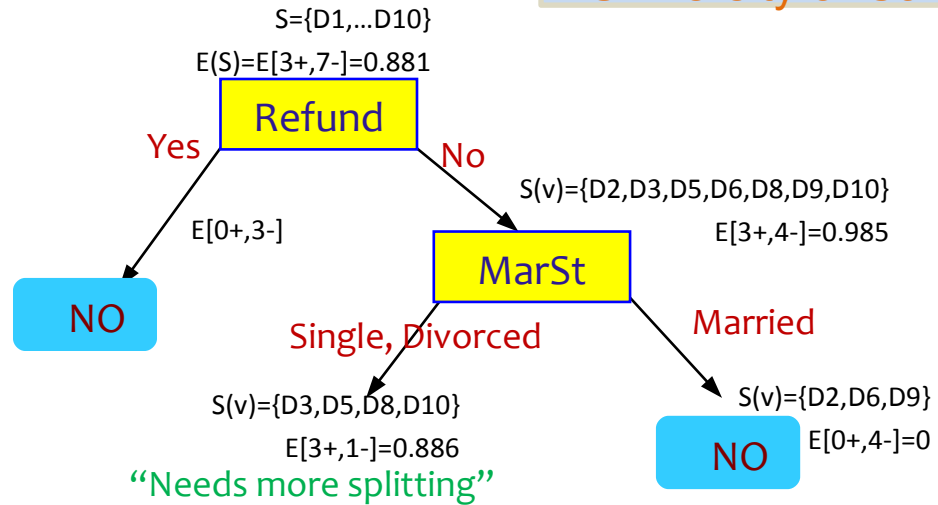 S={D1,...D10}
E(S)=E[3+,7-]=0.881
Refund
Yes
No
S(v)={D2,D3,D5,D6,D8,D9,D10}
E[0+,3-]
E[3+,4-]=0.985
MarSt
NO
Single, Divorced
Married
S(v)={D3,D5,D8,D10}
S(v)={D2,D6,D9}
E[3+,1-]=0.886
E[0+,4-]=0
NO
“Needs more splitting”